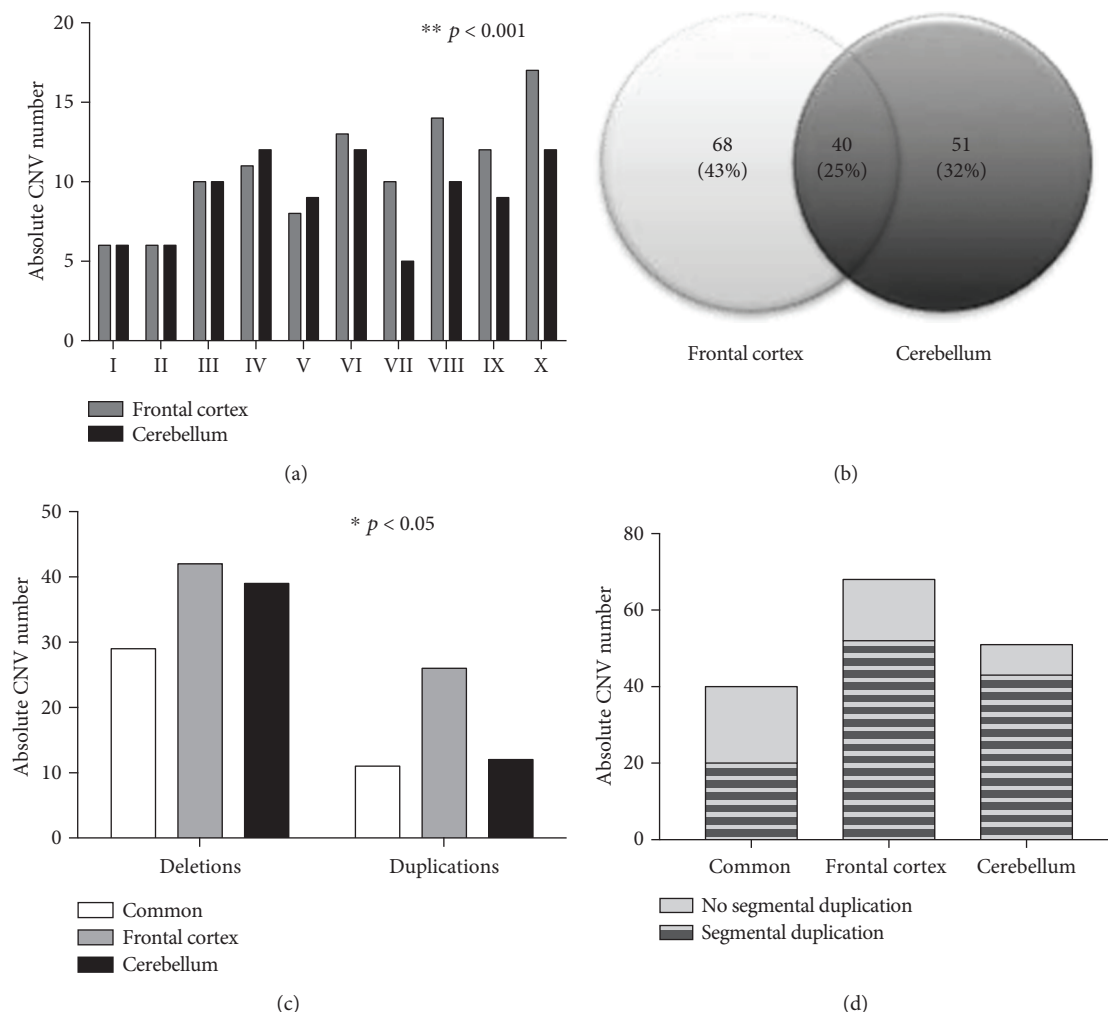 20
** p < 0.001
15
10
5
0
Absolute CNV number
I II III IV V VI VII VIII IX X
Frontal cortex
Cerebellum
(a)
68
(43%)
40
(25%)
51
(32%)
Frontal cortex
Cerebellum
(b)
50
* p < 0.05
40
30
20
10
0
Absolute CNV number
Deletions
Duplications
Common
Frontal cortex
Cerebellum
(c)
80
60
40
20
0
Absolute CNV number
Common
Frontal cortex
Cerebellum
No segmental duplication
Segmental duplication
(d)